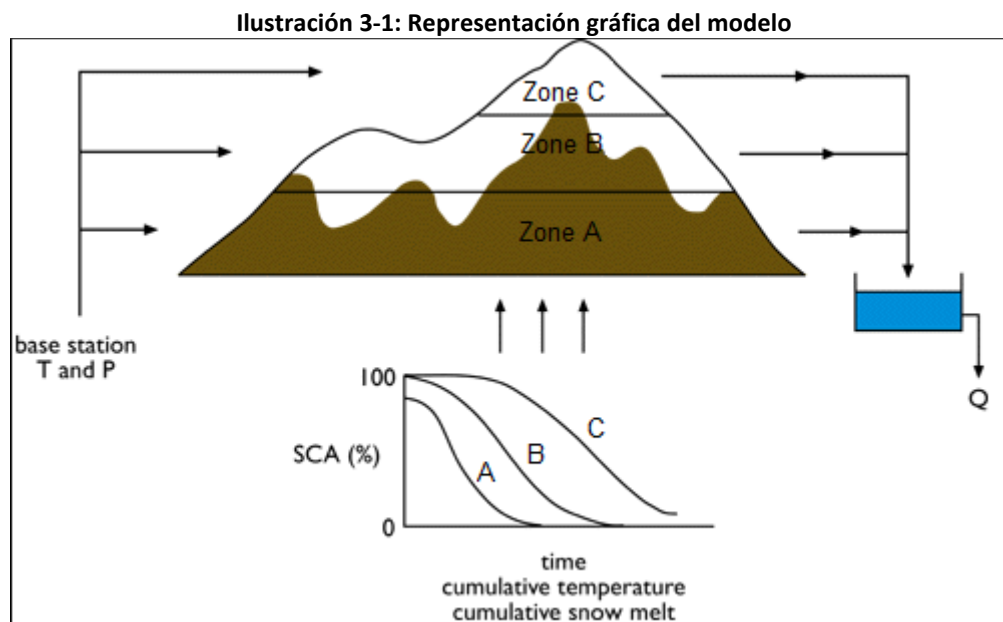 Ilustración 3-1: Representación gráfica del modelo
Zone C
Zone B
Zone A
base station
T and P
Q
100
SCA (%)
0
A
B
C
time
cumulative temperature
cumulative snow melt